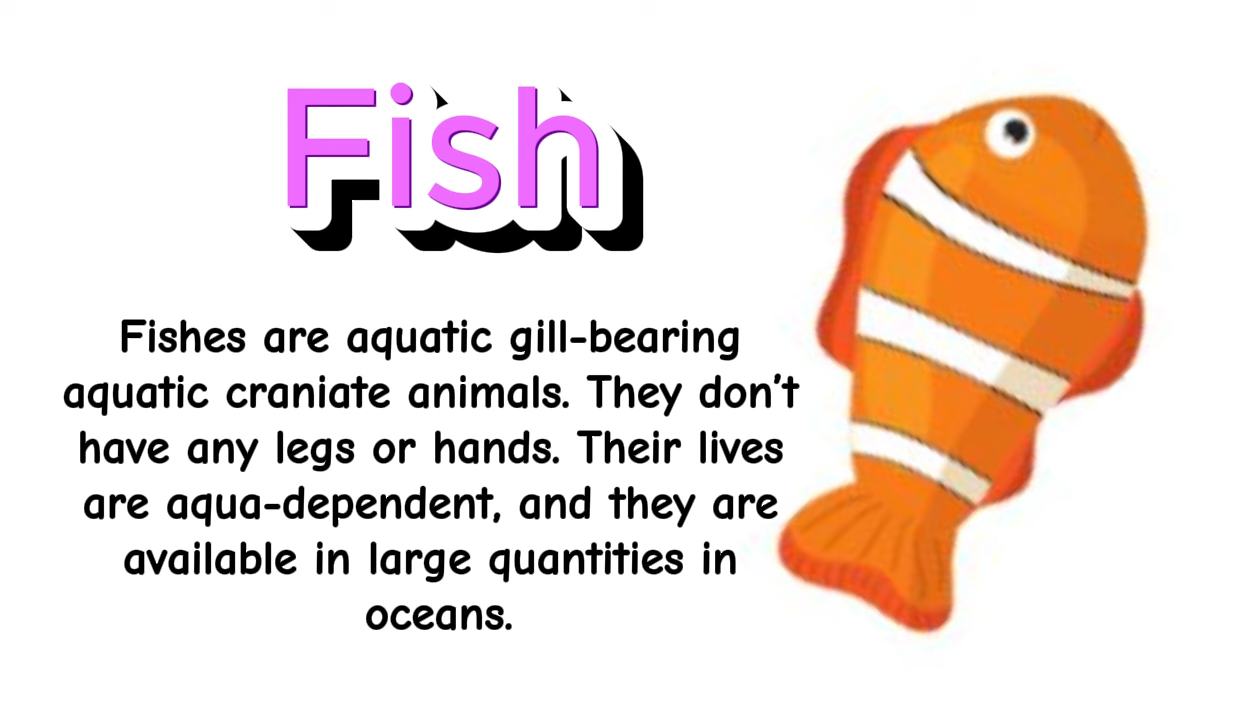 Fish
Fishes are aquatic gill-bearing
aquatic craniate animals. They don't
have any legs or hands. Their lives
are aqua-dependent, and they are
available in large quantities in
oceans.